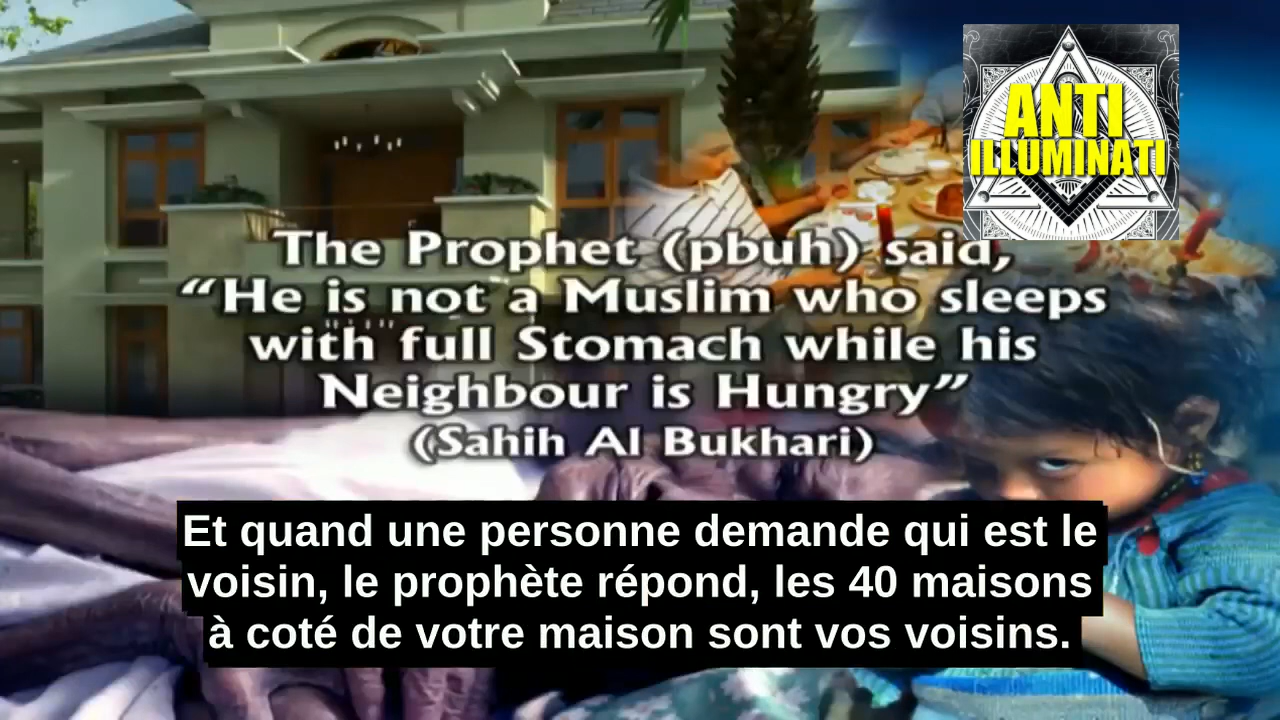 ANTI
ILLUMINATI
The Prophet (pbuh) said,
“He is not a Muslim who sleeps
with full Stomach while his
Neighbour is Hungry”
(Sahih Al Bukhari)
Et quand une personne demande qui est le
voisin, le prophète répond, les 40 maisons
à coté de votre maison sont vos voisins.